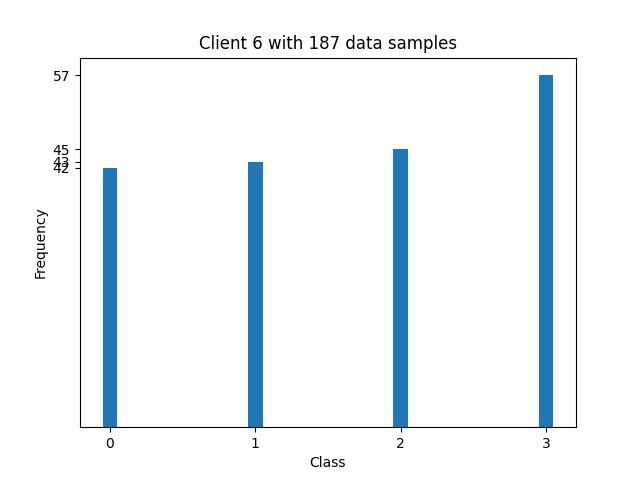 Client 6 with 187 data samples
57
45
43
42
Frequency
0 1 2 3
Class